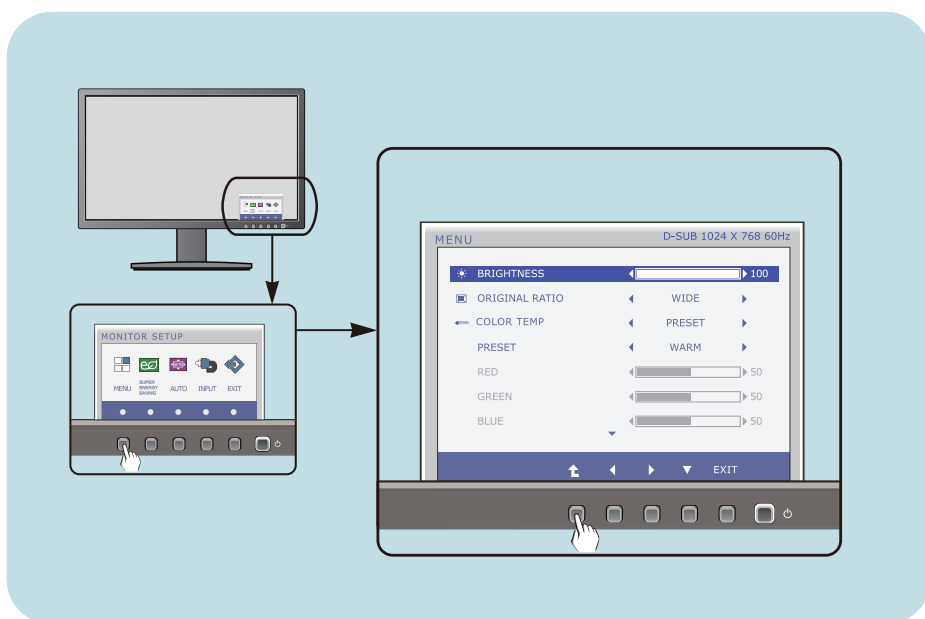 MONITOR SETUP
MENU
SUPER ENERGY SAVING
AUTO
INPUT
EXIT
MENU
D-SUB 1024 X 768 60Hz
BRIGHTNESS 100
ORIGINAL RATIO WIDE
COLOR TEMP PRESET
PRESET WARM
RED 50
GREEN 50
BLUE 50
EXIT